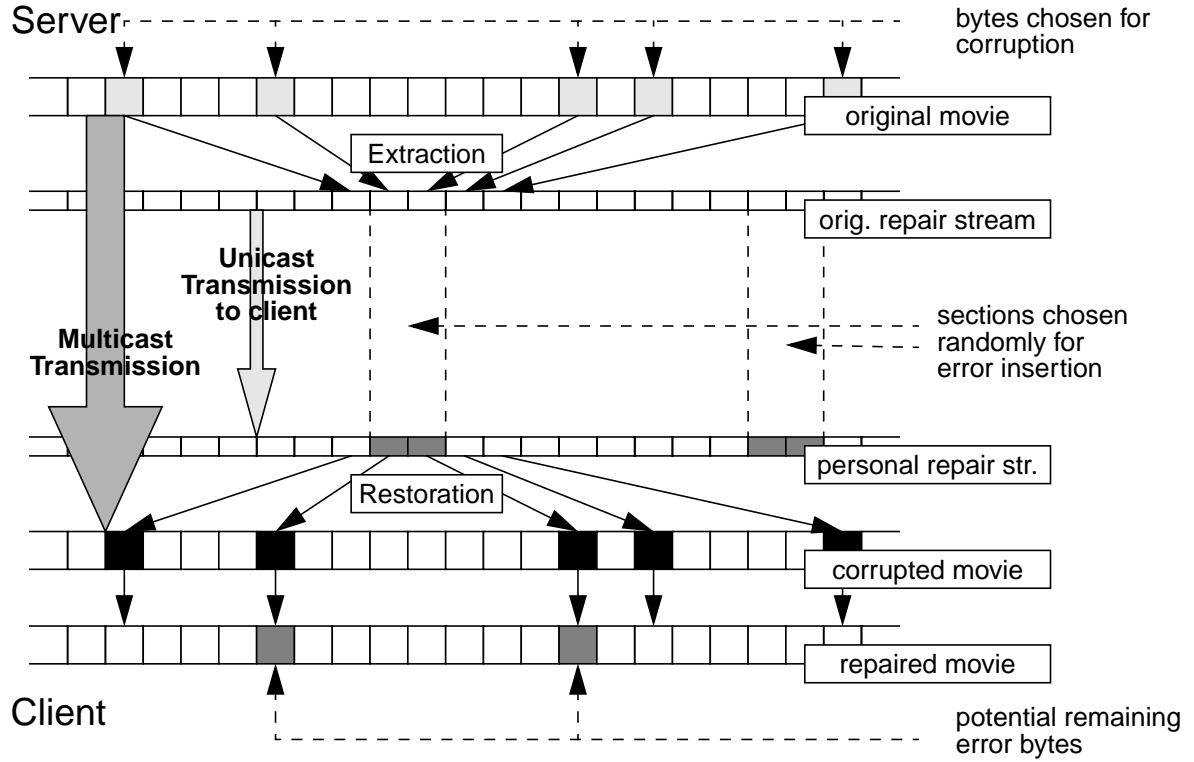 Server
bytes chosen for
corruption
original movie
Extraction
orig. repair stream
Unicast
Transmission
to client
Multicast
Transmission
sections chosen
randomly for
error insertion
personal repair str.
Restoration
corrupted movie
repaired movie
Client
potential remaining
error bytes